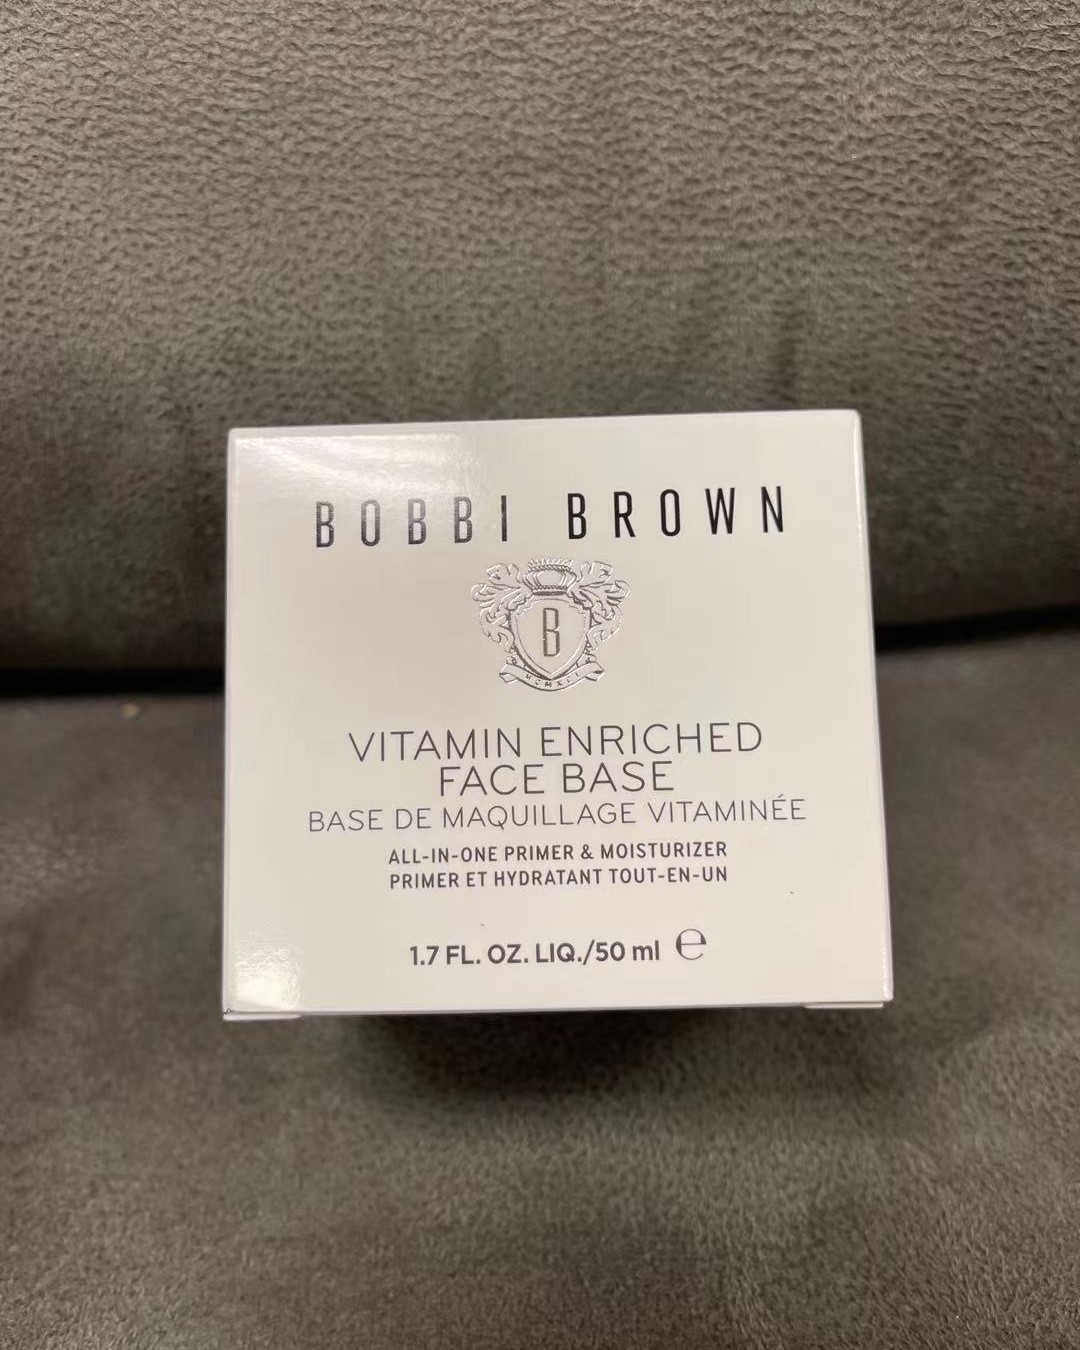 BOBBI BROWN
B
MCMXCI
VITAMIN ENRICHED
FACE BASE
BASE DE MAQUILLAGE VITAMINÉE
ALL-IN-ONE PRIMER & MOISTURIZER
PRIMER ET HYDRATANT TOUT-EN-UN
1.7 FL. OZ. LIQ./50 ml ℮